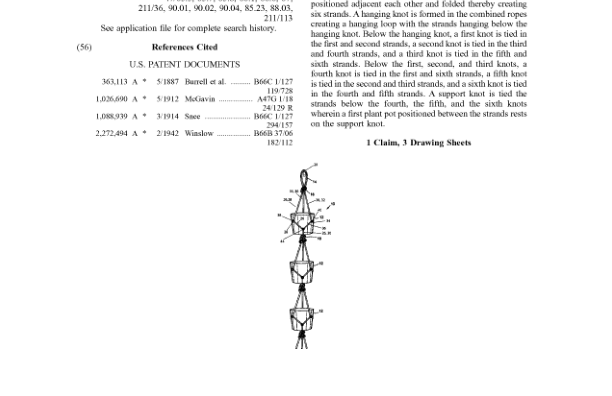 211/36, 90.01, 90.02, 90.04, 85.23, 88.03,
211/113
See application file for complete search history.
(56) References Cited
U.S. PATENT DOCUMENTS
363,113 A * 5/1887 Burrell et al. .......... B66C 1/127
119/728
1,026,690 A * 5/1912 McGavin ................ A47G 1/18
24/129 R
1,088,939 A * 3/1914 Snee ...................... B66C 1/127
294/157
2,272,494 A * 2/1942 Winslow ................ B66B 37/06
182/112
positioned adjacent each other and folded thereby creating
six strands. A hanging knot is formed in the combined ropes
creating a hanging loop with the strands hanging below the
hanging knot. Below the hanging knot, a first knot is tied in
the first and second strands, a second knot is tied in the third
and fourth strands, and a third knot is tied in the fifth and
sixth strands. Below the first, second, and third knots, a
fourth knot is tied in the first and sixth strands, a fifth knot
is tied in the second and third strands, and a sixth knot is tied
in the fourth and fifth strands. A support knot is tied the
strands below the fourth, the fifth, and the sixth knots
wherein a first plant pot positioned between the strands rests
on the support knot.
1 Claim, 3 Drawing Sheets